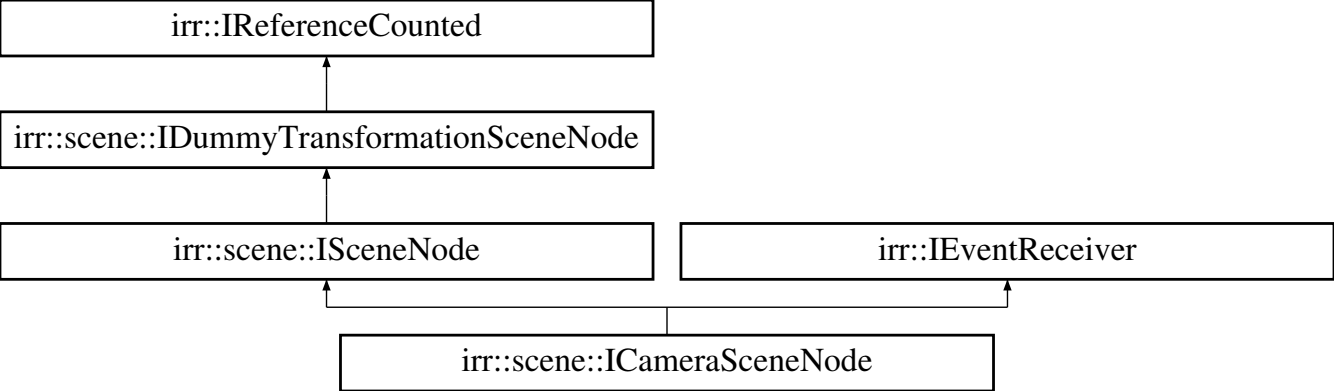 irr::IReferenceCounted
irr::scene::IDummyTransformationSceneNode
irr::scene::ISceneNode
irr::IEventReceiver
irr::scene::ICameraSceneNode